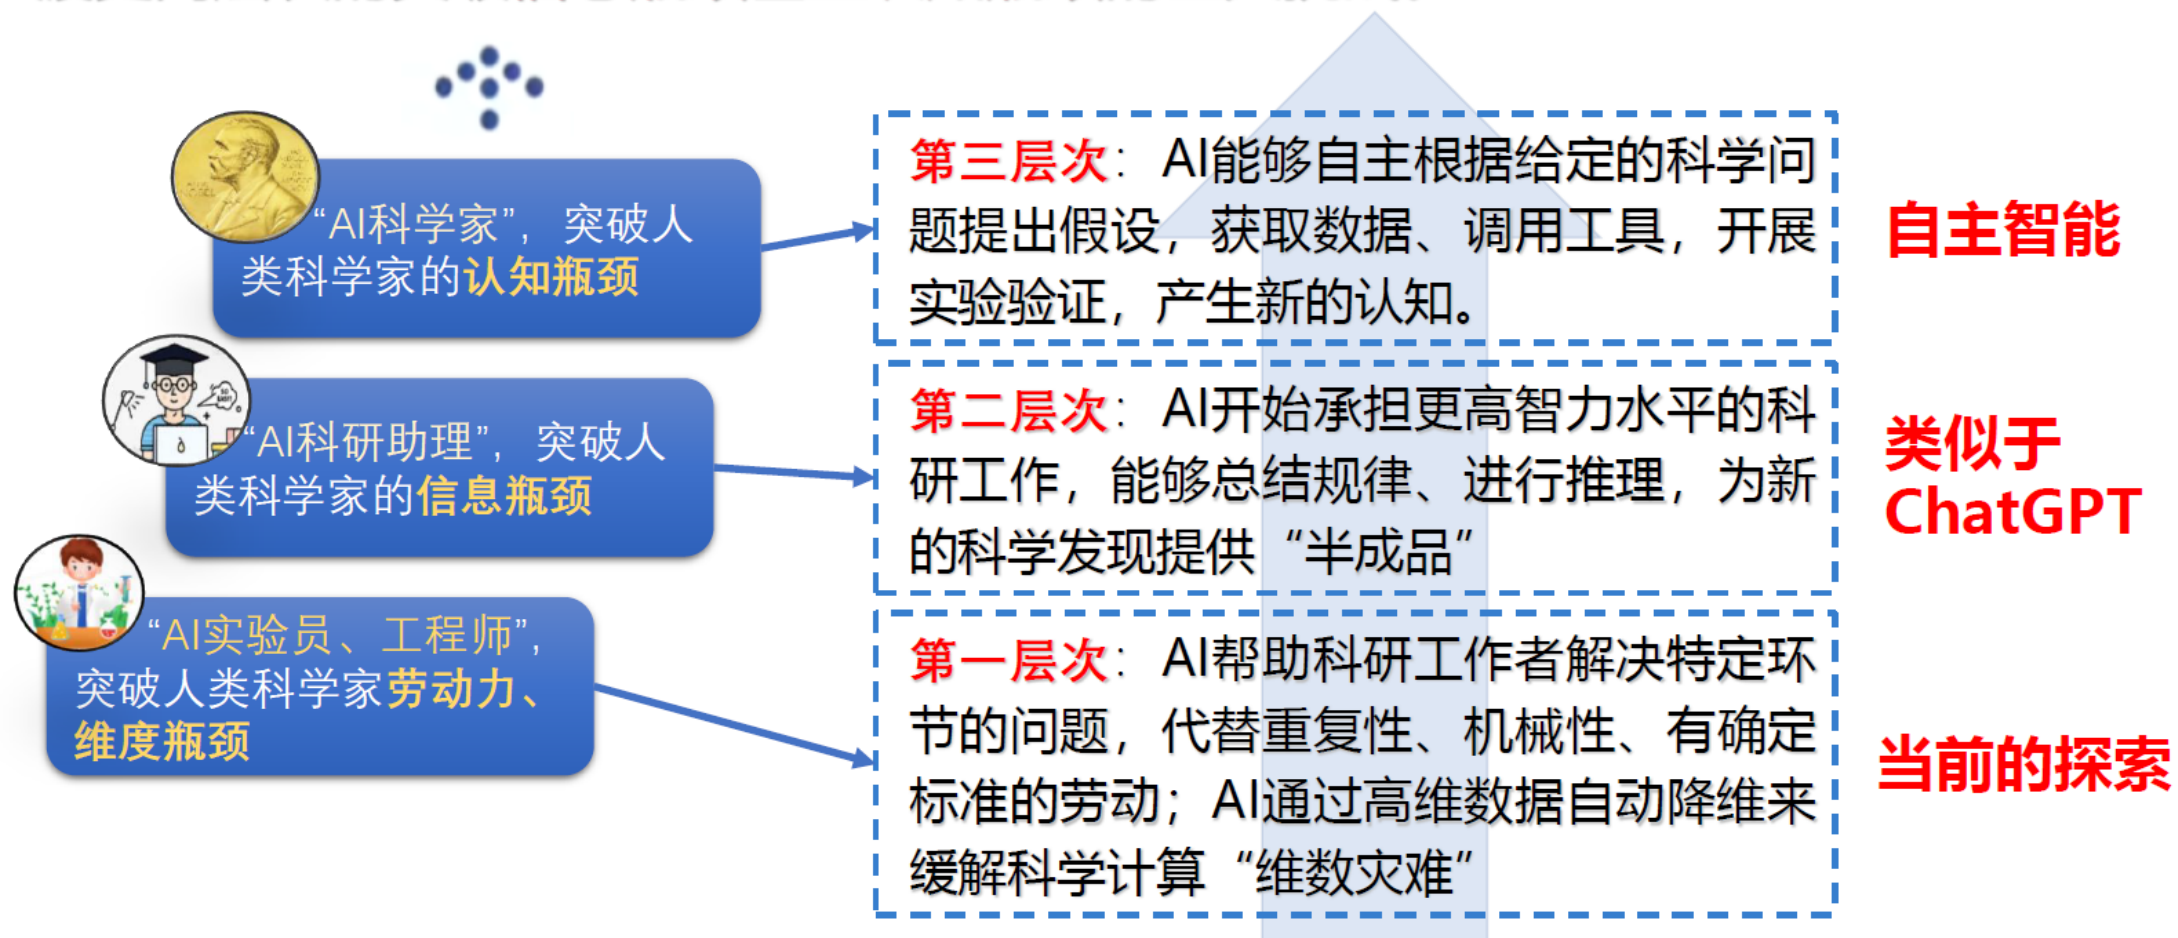 “AI科学家”，突破人
类科学家的认知瓶颈
“AI科研助理”，突破人
类科学家的信息瓶颈
“AI实验员、工程师”，
突破人类科学家劳动力、
维度瓶颈
第三层次：AI能够自主根据给定的科学问
题提出假设，获取数据、调用工具，开展
实验验证，产生新的认知。
第二层次：AI开始承担更高智力水平的科
研工作，能够总结规律、进行推理，为新
的科学发现提供“半成品”
第一层次：AI帮助科研工作者解决特定环
节的问题，代替重复性、机械性、有确定
标准的劳动；AI通过高维数据自动降维来
缓解科学计算“维数灾难”
自主智能
类似于
ChatGPT
当前的探索